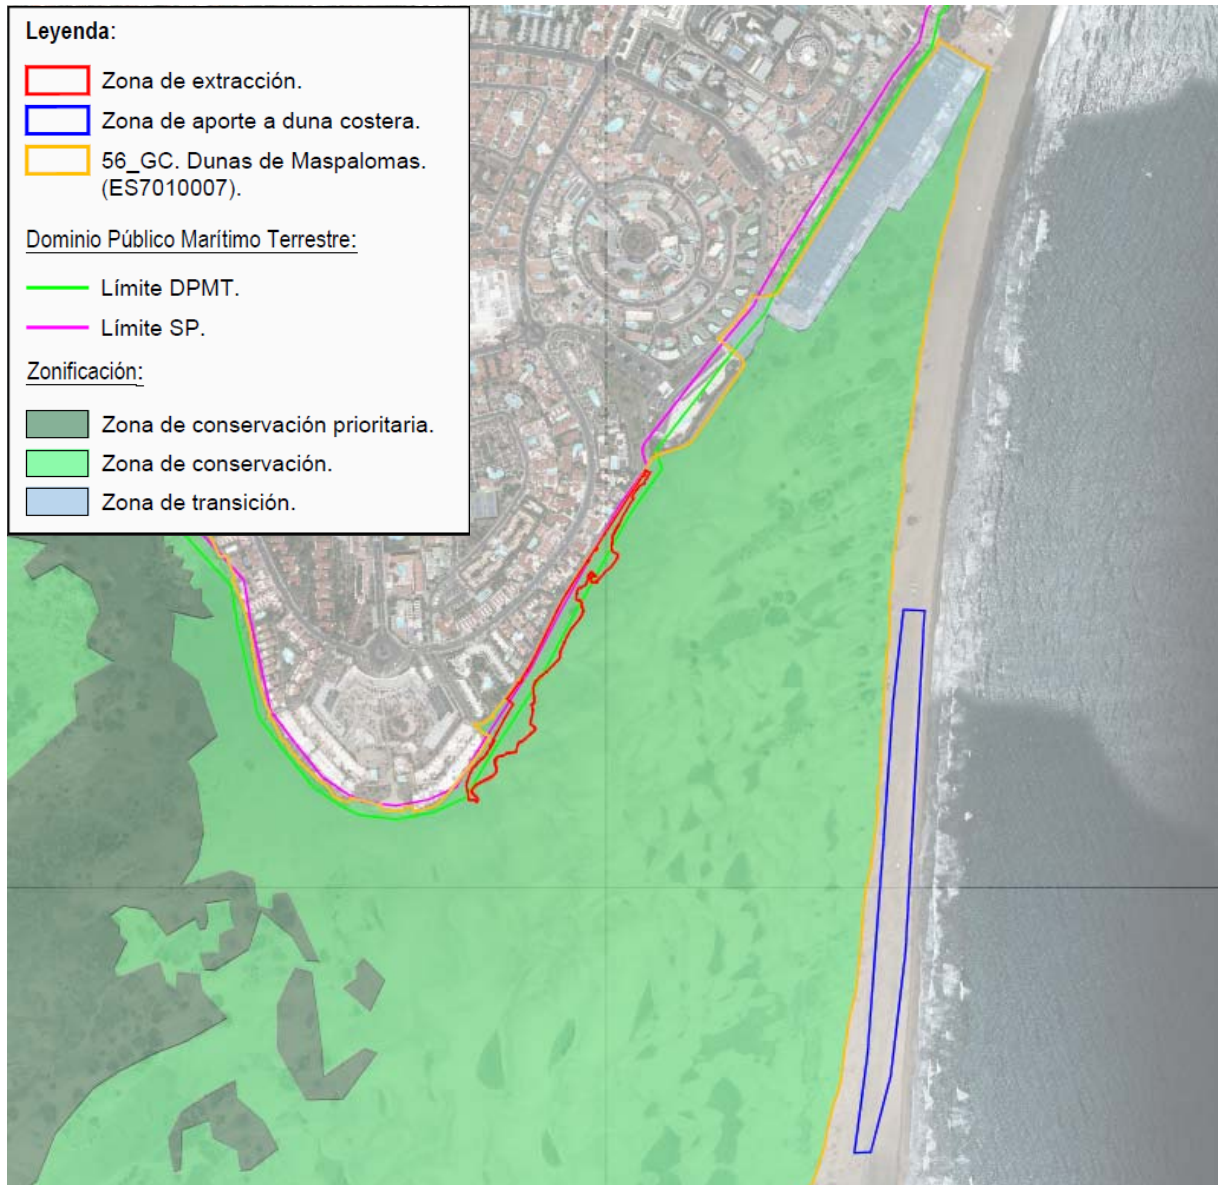 Leyenda:
Zona de extracción.
Zona de aporte a duna costera.
56_GC. Dunas de Maspalomas.
(ES7010007).
Dominio Público Marítimo Terrestre:
Límite DPMT.
Límite SP.
Zonificación:
Zona de conservación prioritaria.
Zona de conservación.
Zona de transición.